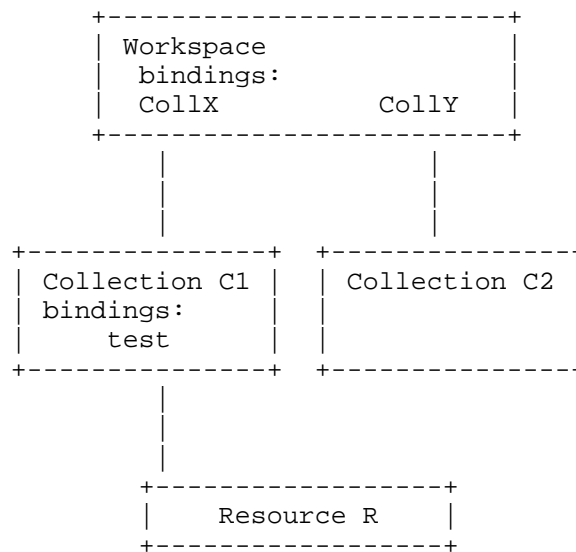 Workspace
bindings:
CollX CollY
Collection C1 Collection C2
bindings:
test
Resource R